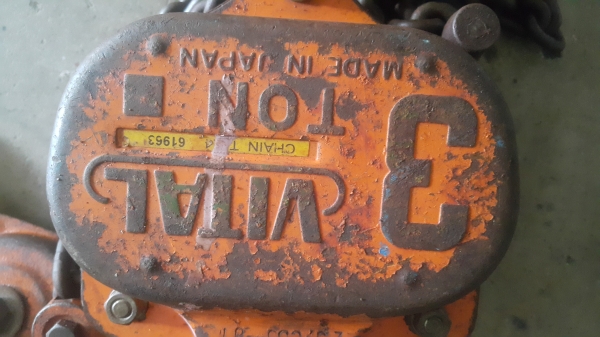 VITAL
CHAIN 61963
3 TON
MADE IN JAPAN